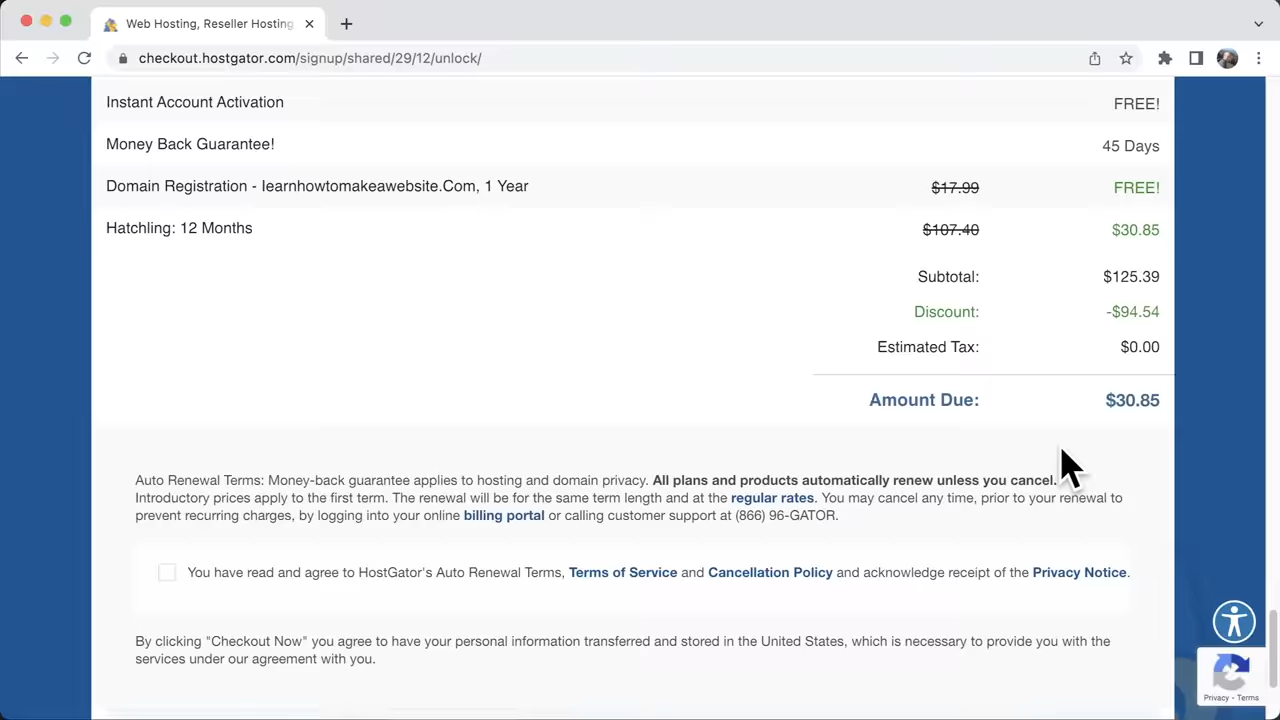 Web Hosting, Reseller Hosting
checkout.hostgator.com/signup/shared/29/12/unlock/
Instant Account Activation FREE!
Money Back Guarantee! 45 Days
Domain Registration - learnhowtomakeawebsite.Com, 1 Year $17.99 FREE!
Hatchling: 12 Months $107.40 $30.85
Subtotal: $125.39
Discount: -$94.54
Estimated Tax: $0.00
Amount Due: $30.85
Auto Renewal Terms: Money-back guarantee applies to hosting and domain privacy. All plans and products automatically renew unless you cancel.
Introductory prices apply to the first term. The renewal will be for the same term length and at the regular rates. You may cancel any time, prior to your renewal to
prevent recurring charges, by logging into your online billing portal or calling customer support at (866) 96-GATOR.
You have read and agree to HostGator's Auto Renewal Terms, Terms of Service and Cancellation Policy and acknowledge receipt of the Privacy Notice.
By clicking "Checkout Now" you agree to have your personal information transferred and stored in the United States, which is necessary to provide you with the
services under our agreement with you.
Privacy - Terms